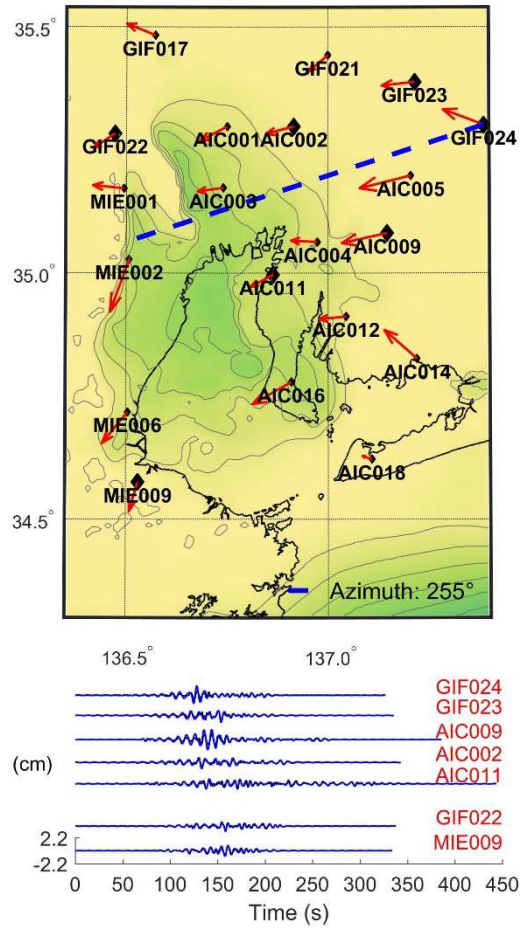 35.5
GIF017
GIF021
GIF023
GIF022
AIC001
AIC002
GIF024
MIE001
AIC003
AIC005
35.0
MIE002
AIC004
AIC009
AIC011
AIC012
AIC014
AIC016
MIE006
AIC018
MIE009
34.5
Azimuth: 255°
136.5°
137.0°
GIF024
GIF023
AIC009
(cm)
AIC002
AIC011
GIF022
2.2
MIE009
-2.2
0 50 100 150 200 250 300 350 400 450
Time (s)